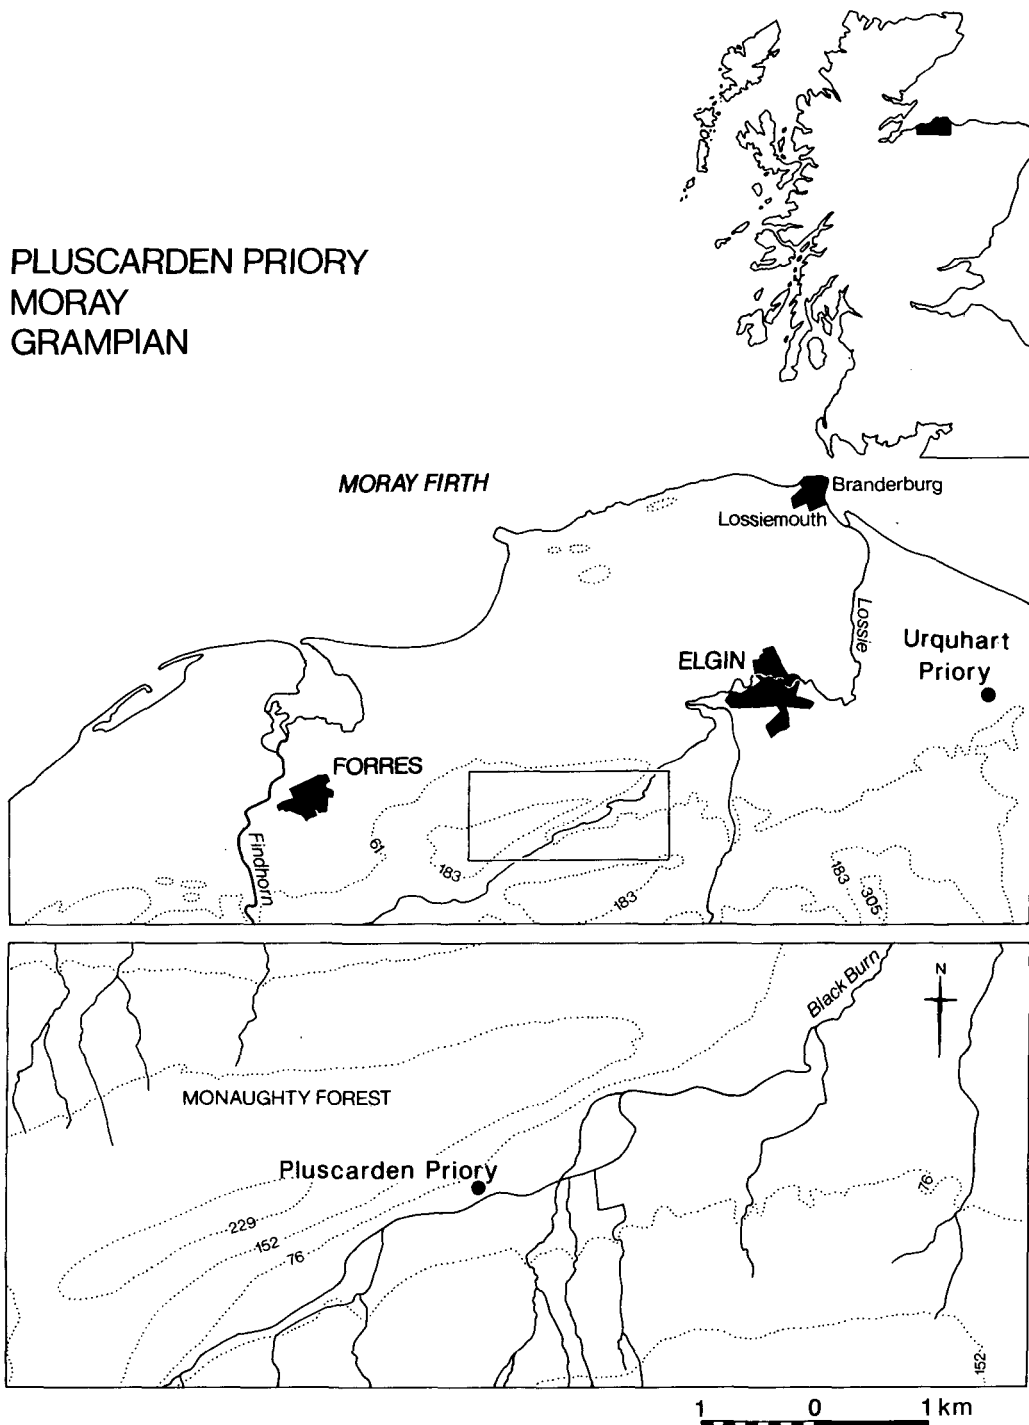 PLUSCARDEN PRIORY
MORAY
GRAMPIAN
MORAY FIRTH
Branderburg
Lossiemouth
Lossie
Urquhart
Priory
ELGIN
FORRES
Findhorn
61
183
183
183
305
Black Burn
N
MONAUGHTY FOREST
Pluscarden Priory
229
152
76
76
152
1 0 1 km